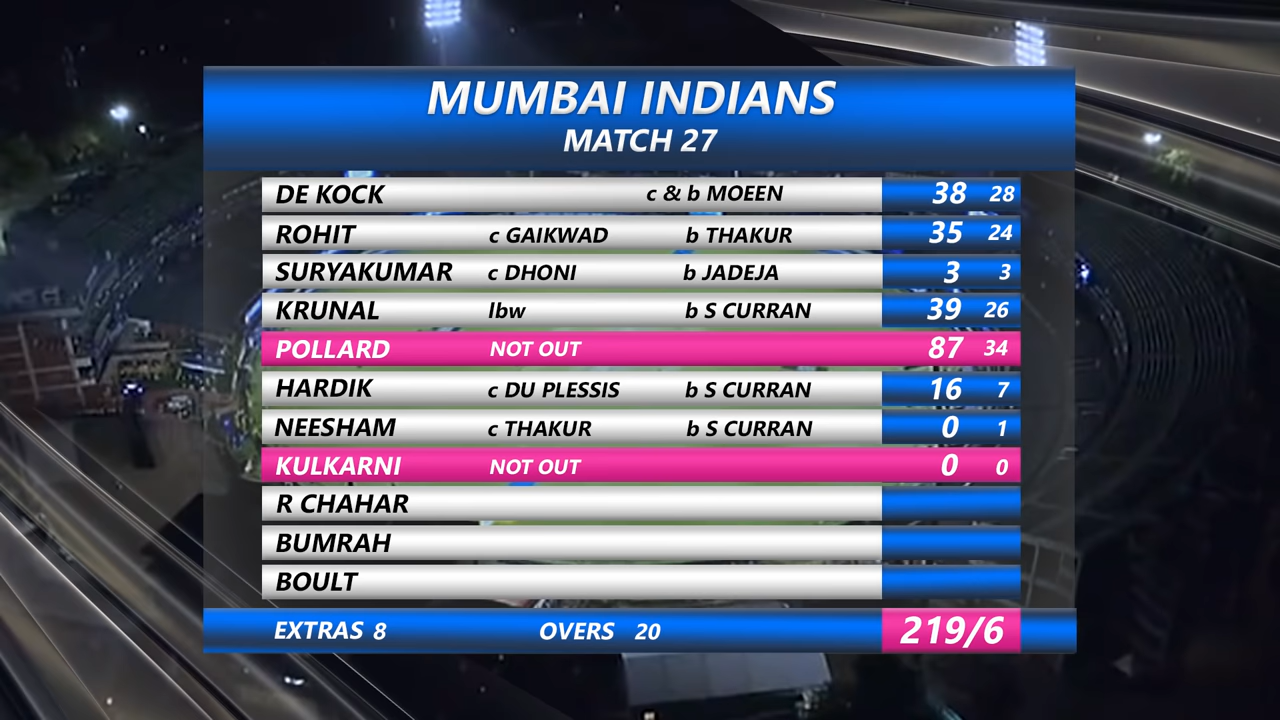 MUMBAI INDIANS
MATCH 27
DE KOCK c & b MOEEN 38 28
ROHIT c GAIKWAD b THAKUR 35 24
SURYAKUMAR c DHONI b JADEJA 3 3
KRUNAL lbw b S CURRAN 39 26
POLLARD NOT OUT 87 34
HARDIK c DU PLESSIS b S CURRAN 16 7
NEESHAM c THAKUR b S CURRAN 0 1
KULKARNI NOT OUT 0 0
R CHAHAR
BUMRAH
BOULT
EXTRAS 8 OVERS 20 219/6